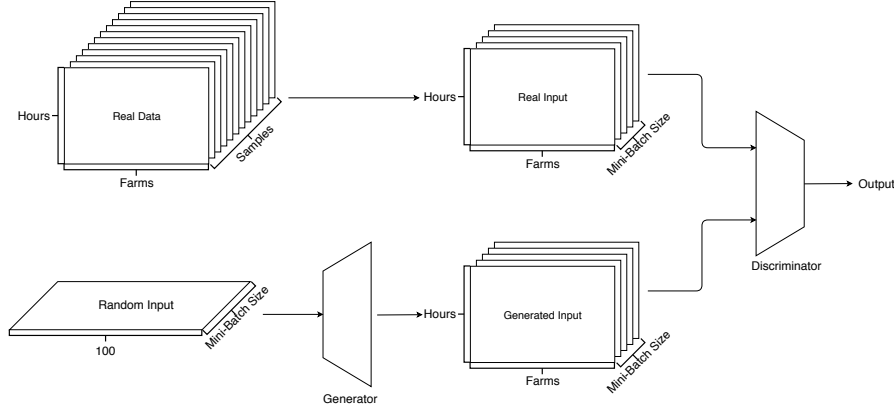 Hours
Real Data
Samples
Farms
Hours
Real Input
Mini-Batch Size
Farms
Output
Discriminator
Random Input
Mini-Batch Size
100
Generator
Hours
Generated Input
Mini-Batch Size
Farms